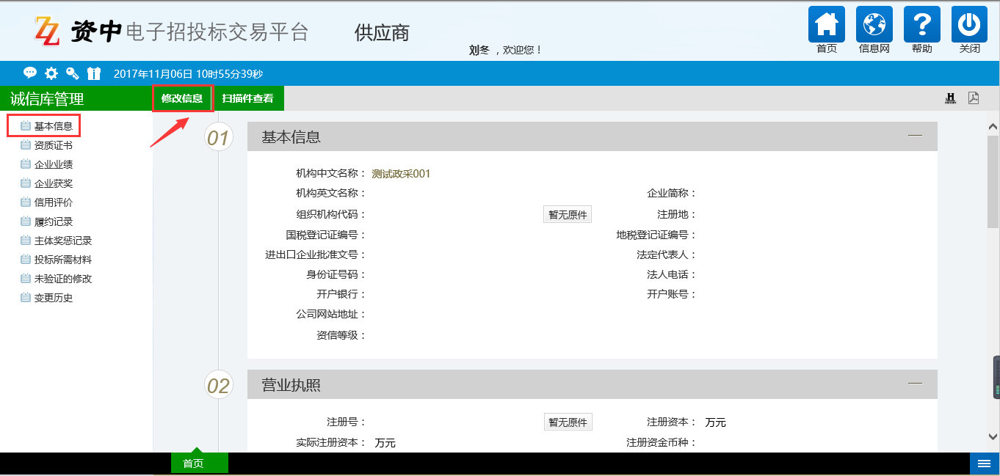 ZZ 资中电子招投标交易平台 供应商
刘冬 ，欢迎您！
首页 信息网 帮助 关闭
2017年11月06日 10时55分39秒
诚信库管理 修改信息 扫描件查看
基本信息
资质证书
企业业绩
企业获奖
信用评价
履约记录
主体奖惩记录
投标所需材料
未验证的修改
变更历史
01 基本信息
机构中文名称： 测试政采001
机构英文名称： 企业简称：
组织机构代码： 暂无原件 注册地：
国税登记证编号： 地税登记证编号：
进出口企业批准文号： 法定代表人：
身份证号码： 法人电话：
开户银行： 开户账号：
公司网站地址：
资信等级：
02 营业执照
注册号： 暂无原件 注册资本： 万元
实际注册资本： 万元 注册资金币种：
首页